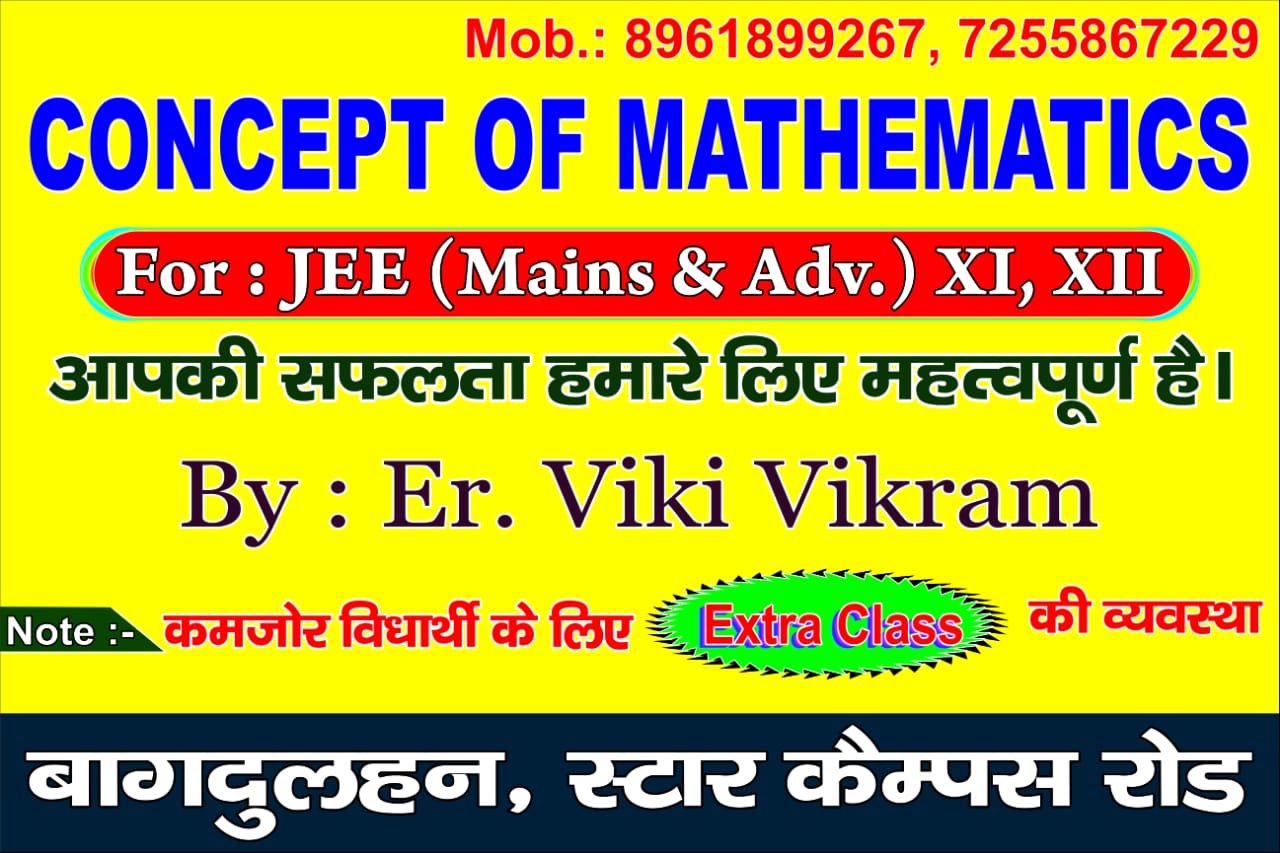 Mob.: 8961899267, 7255867229
CONCEPT OF MATHEMATICS
For : JEE (Mains & Adv.) XI, XII
आपकी सफलता हमारे लिए महत्वपूर्ण है।
By : Er. Viki Vikram
Note :- कमजोर विधार्थी के लिए Extra Class की व्यवस्था
बागदुलहन, स्टार कैम्पस रोड